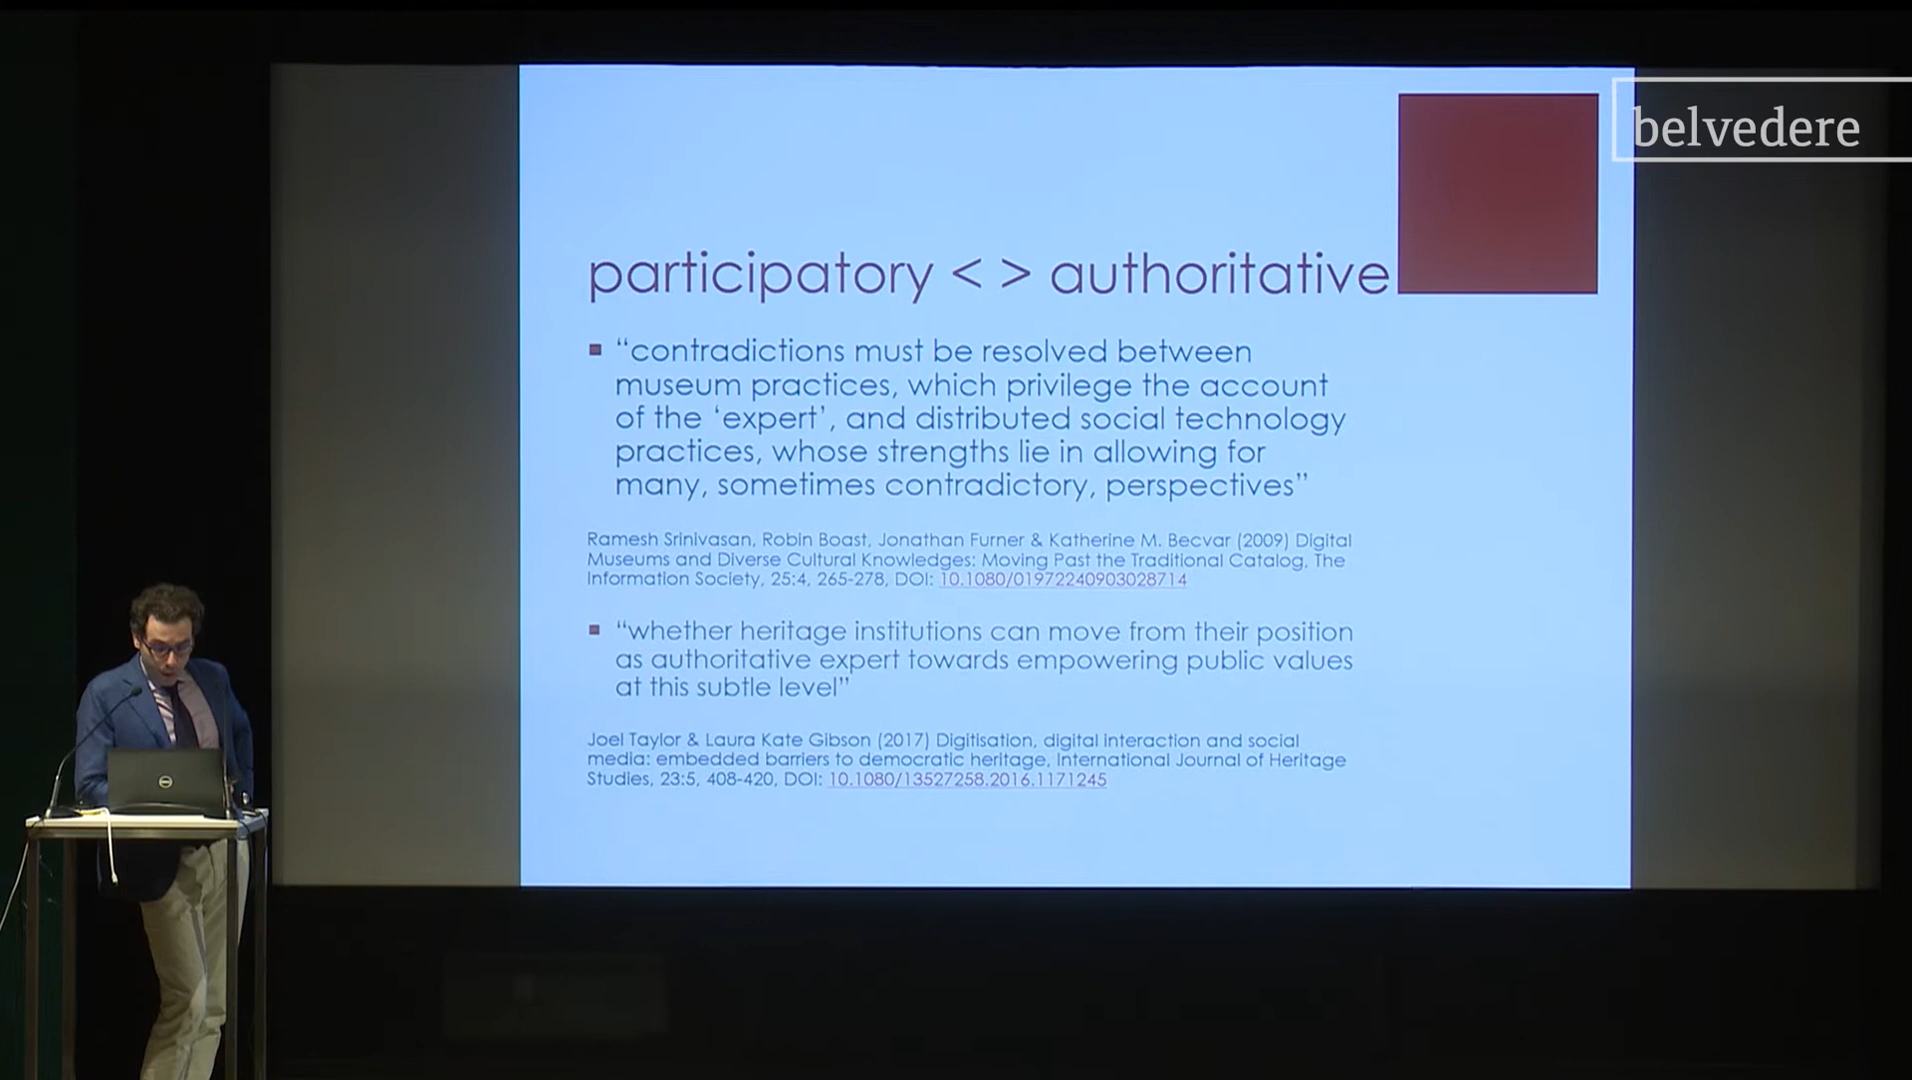 belvedere
participatory < > authoritative
“contradictions must be resolved between
museum practices, which privilege the account
of the ‘expert’, and distributed social technology
practices, whose strengths lie in allowing for
many, sometimes contradictory, perspectives”
Ramesh Srinivasan, Robin Boast, Jonathan Furner & Katherine M. Becvar (2009) Digital
Museums and Diverse Cultural Knowledges: Moving Past the Traditional Catalog, The
Information Society, 25:4, 265-278, DOI: 10.1080/01972240903028714
“whether heritage institutions can move from their position
as authoritative expert towards empowering public values
at this subtle level”
Joel Taylor & Laura Kate Gibson (2017) Digitisation, digital interaction and social
media: embedded barriers to democratic heritage, International Journal of Heritage
Studies, 23:5, 408-420, DOI: 10.1080/13527258.2016.1171245
DELL